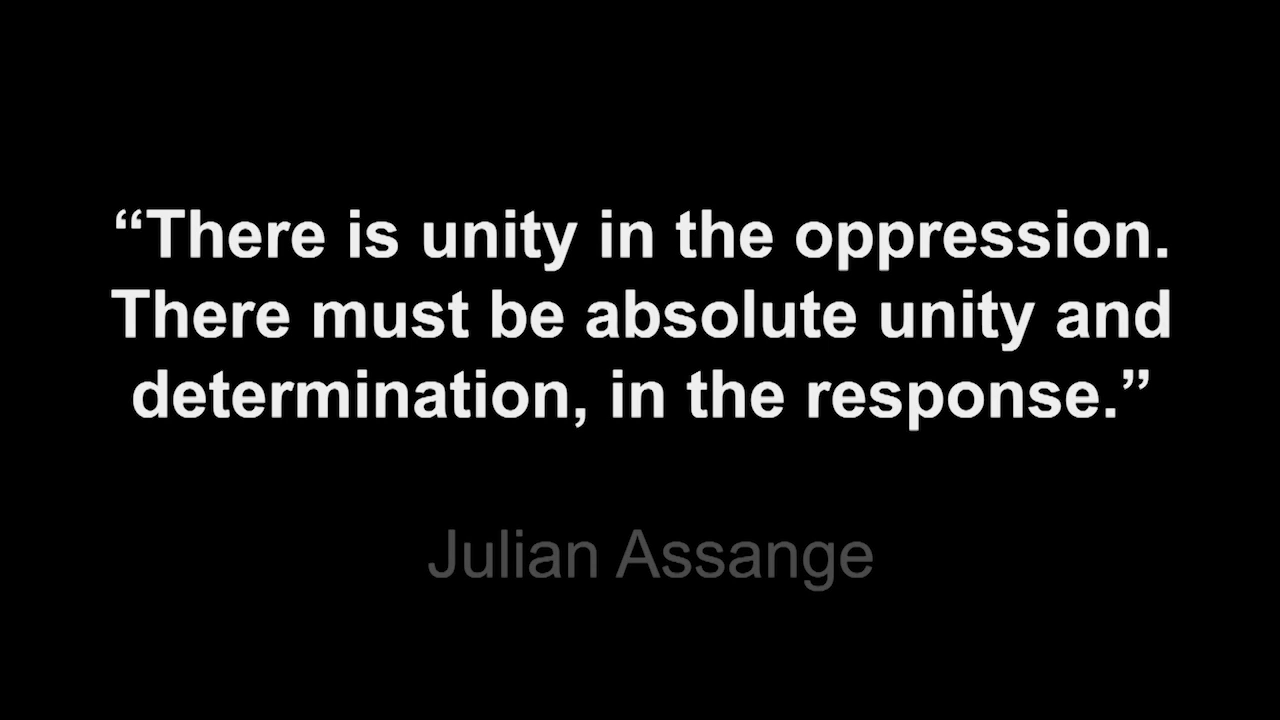 “There is unity in the oppression.
There must be absolute unity and
determination, in the response.”
Julian Assange